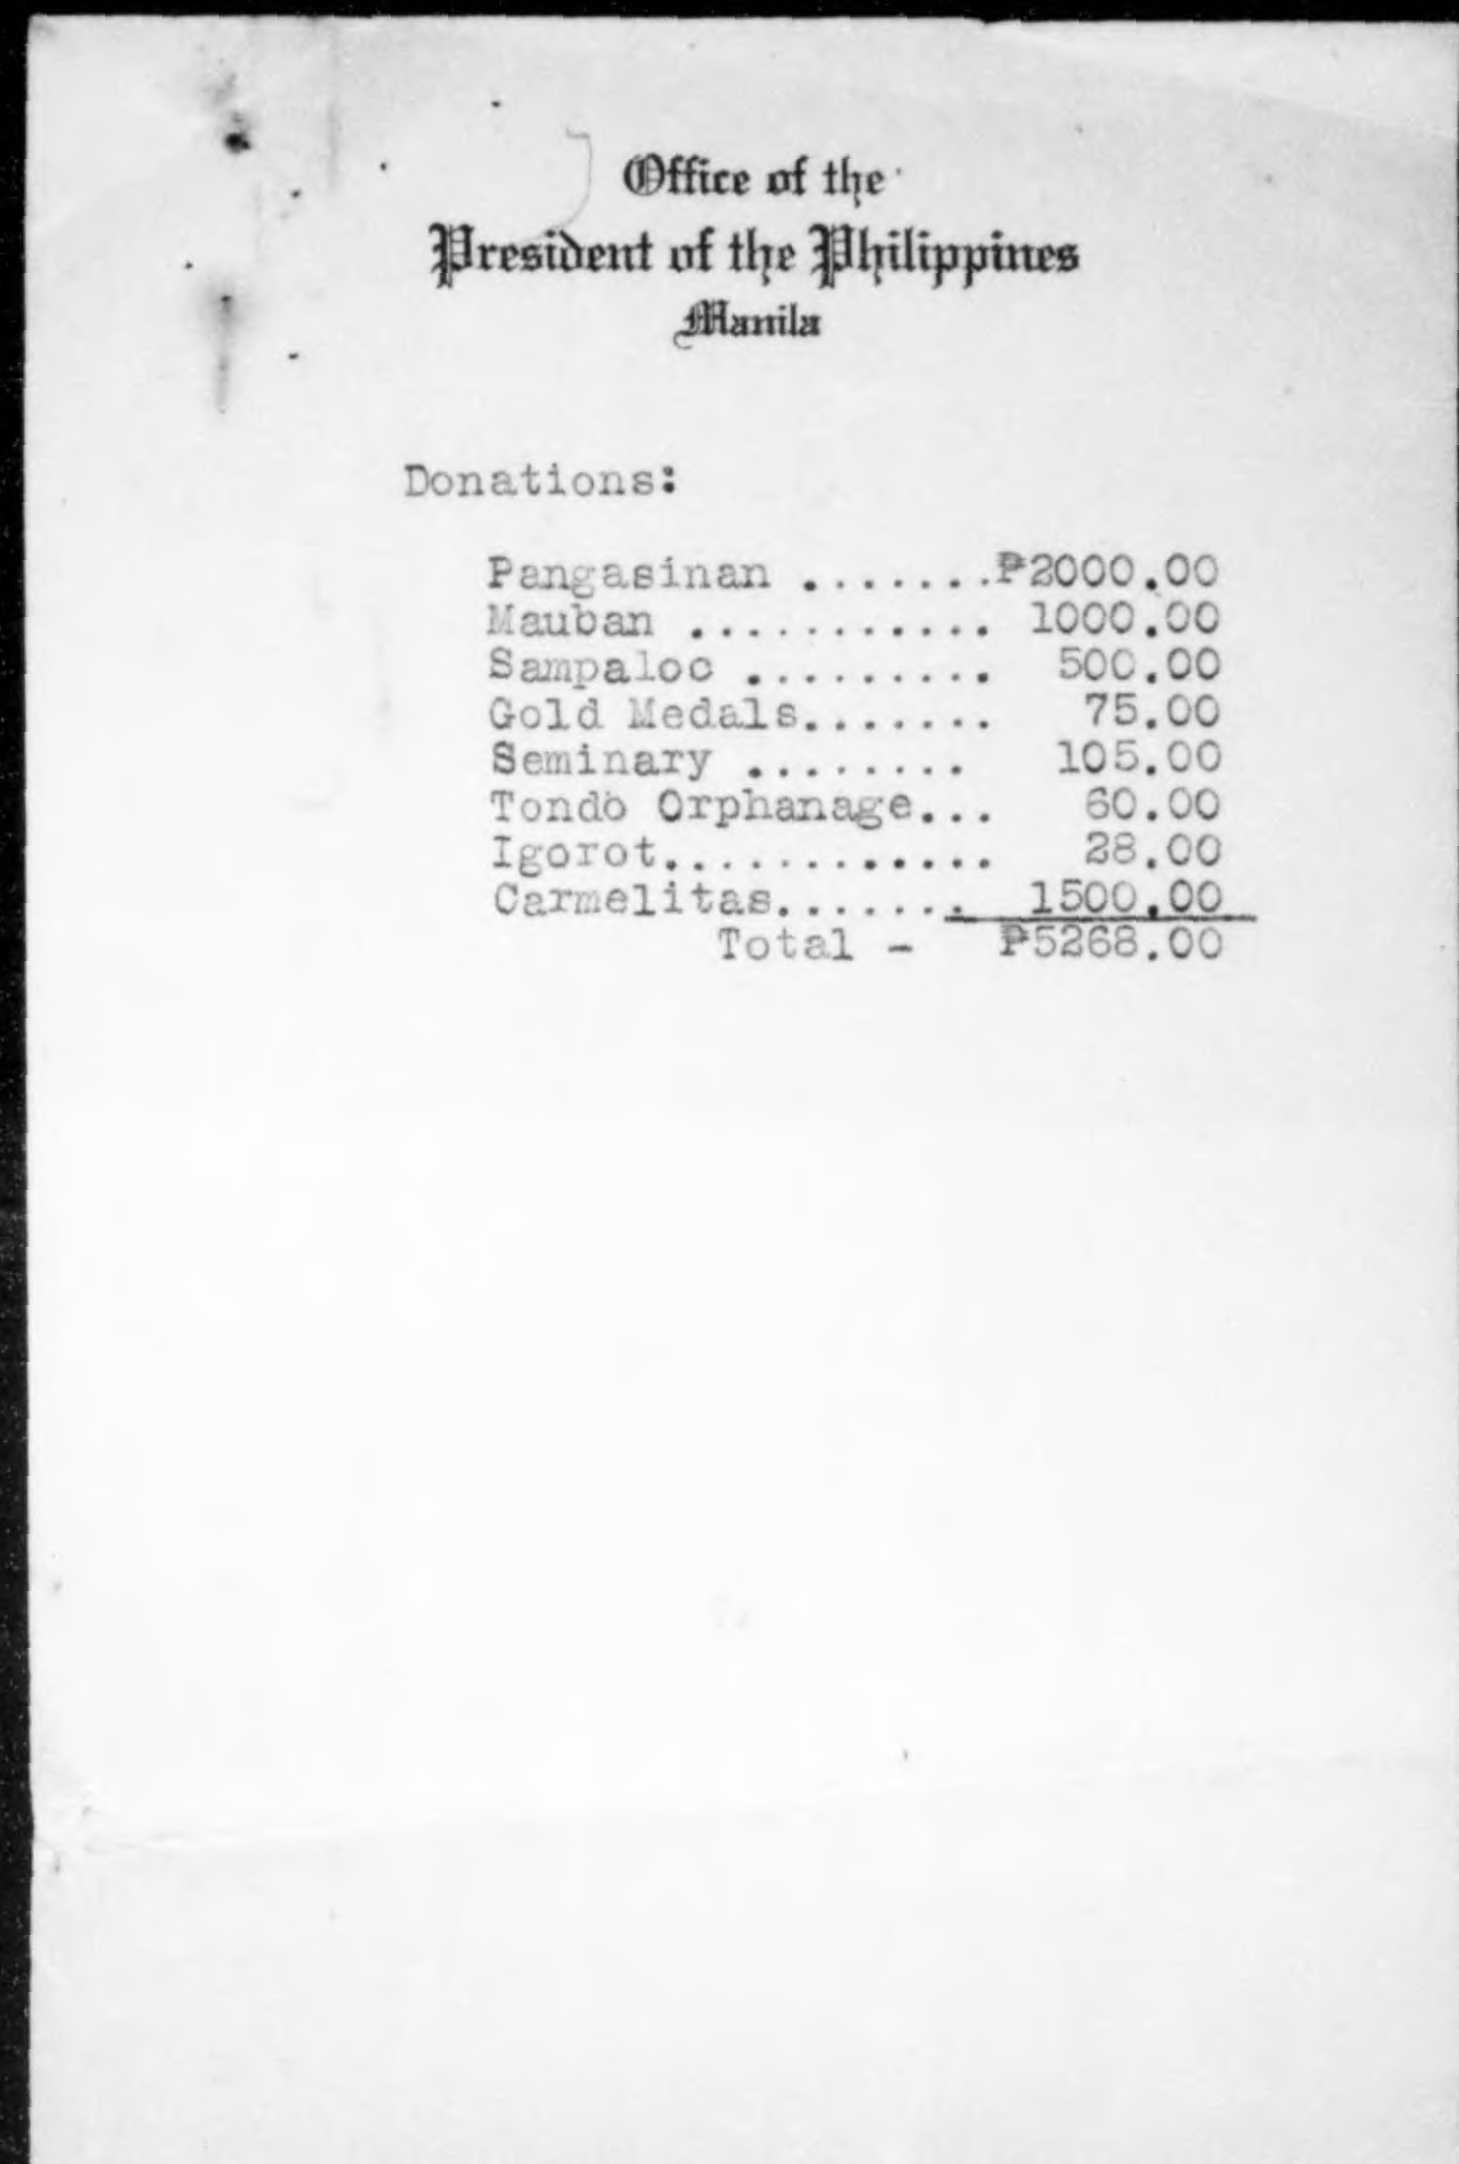 Office of the
President of the Philippines
Manila
Donations:
Pangasinan .......₱2000.00
Mauban ........... 1000.00
Sampaloc ......... 500.00
Gold Medals....... 75.00
Seminary ........ 105.00
Tondo Orphanage... 60.00
Igorot............ 28.00
Carmelitas....... 1500.00
Total - ₱5268.00